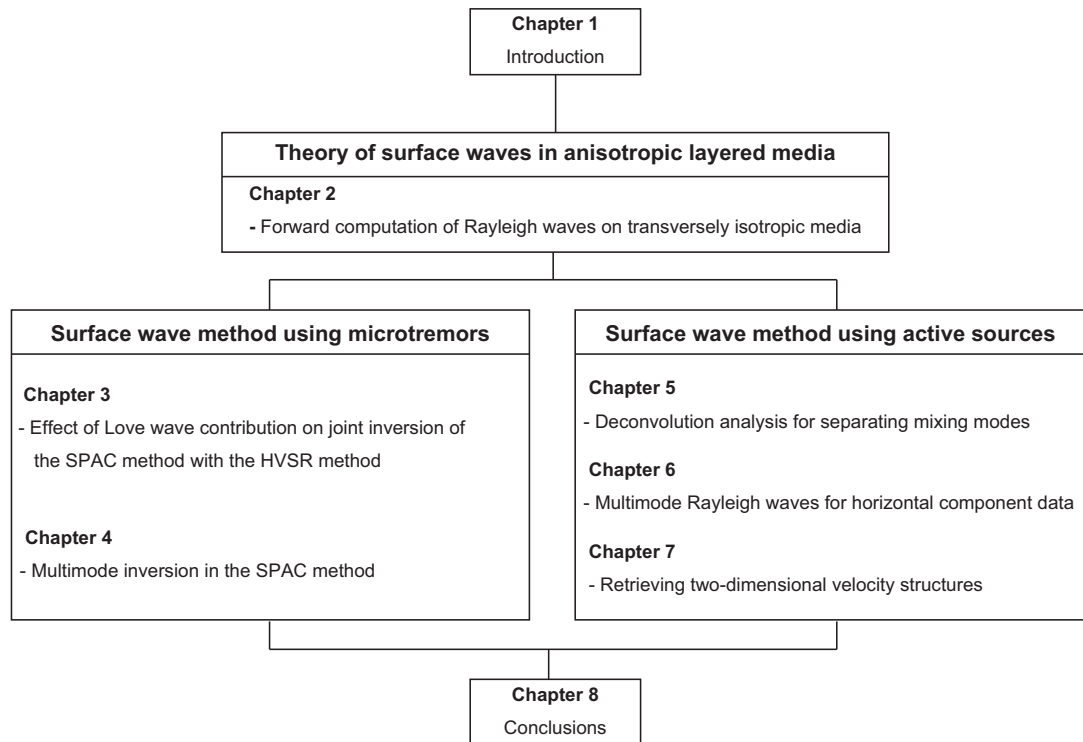 Chapter 1
Introduction
Theory of surface waves in anisotropic layered media
Chapter 2
- Forward computation of Rayleigh waves on transversely isotropic media
Surface wave method using microtremors
Chapter 3
- Effect of Love wave contribution on joint inversion of
the SPAC method with the HVSR method
Chapter 4
- Multimode inversion in the SPAC method
Surface wave method using active sources
Chapter 5
- Deconvolution analysis for separating mixing modes
Chapter 6
- Multimode Rayleigh waves for horizontal component data
Chapter 7
- Retrieving two-dimensional velocity structures
Chapter 8
Conclusions